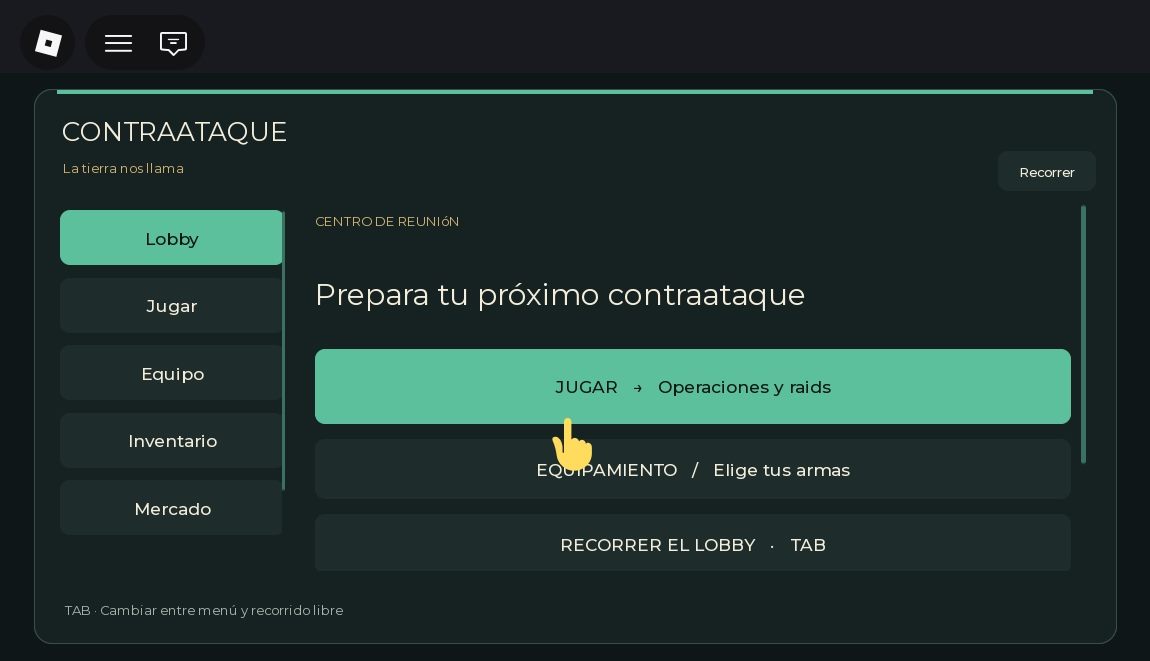 CONTRAATAQUE
La tierra nos llama
Recorrer
Lobby
Jugar
Equipo
Inventario
Mercado
CENTRO DE REUNIóN
Prepara tu próximo contraataque
JUGAR → Operaciones y raids
EQUIPAMIENTO / Elige tus armas
RECORRER EL LOBBY · TAB
TAB · Cambiar entre menú y recorrido libre